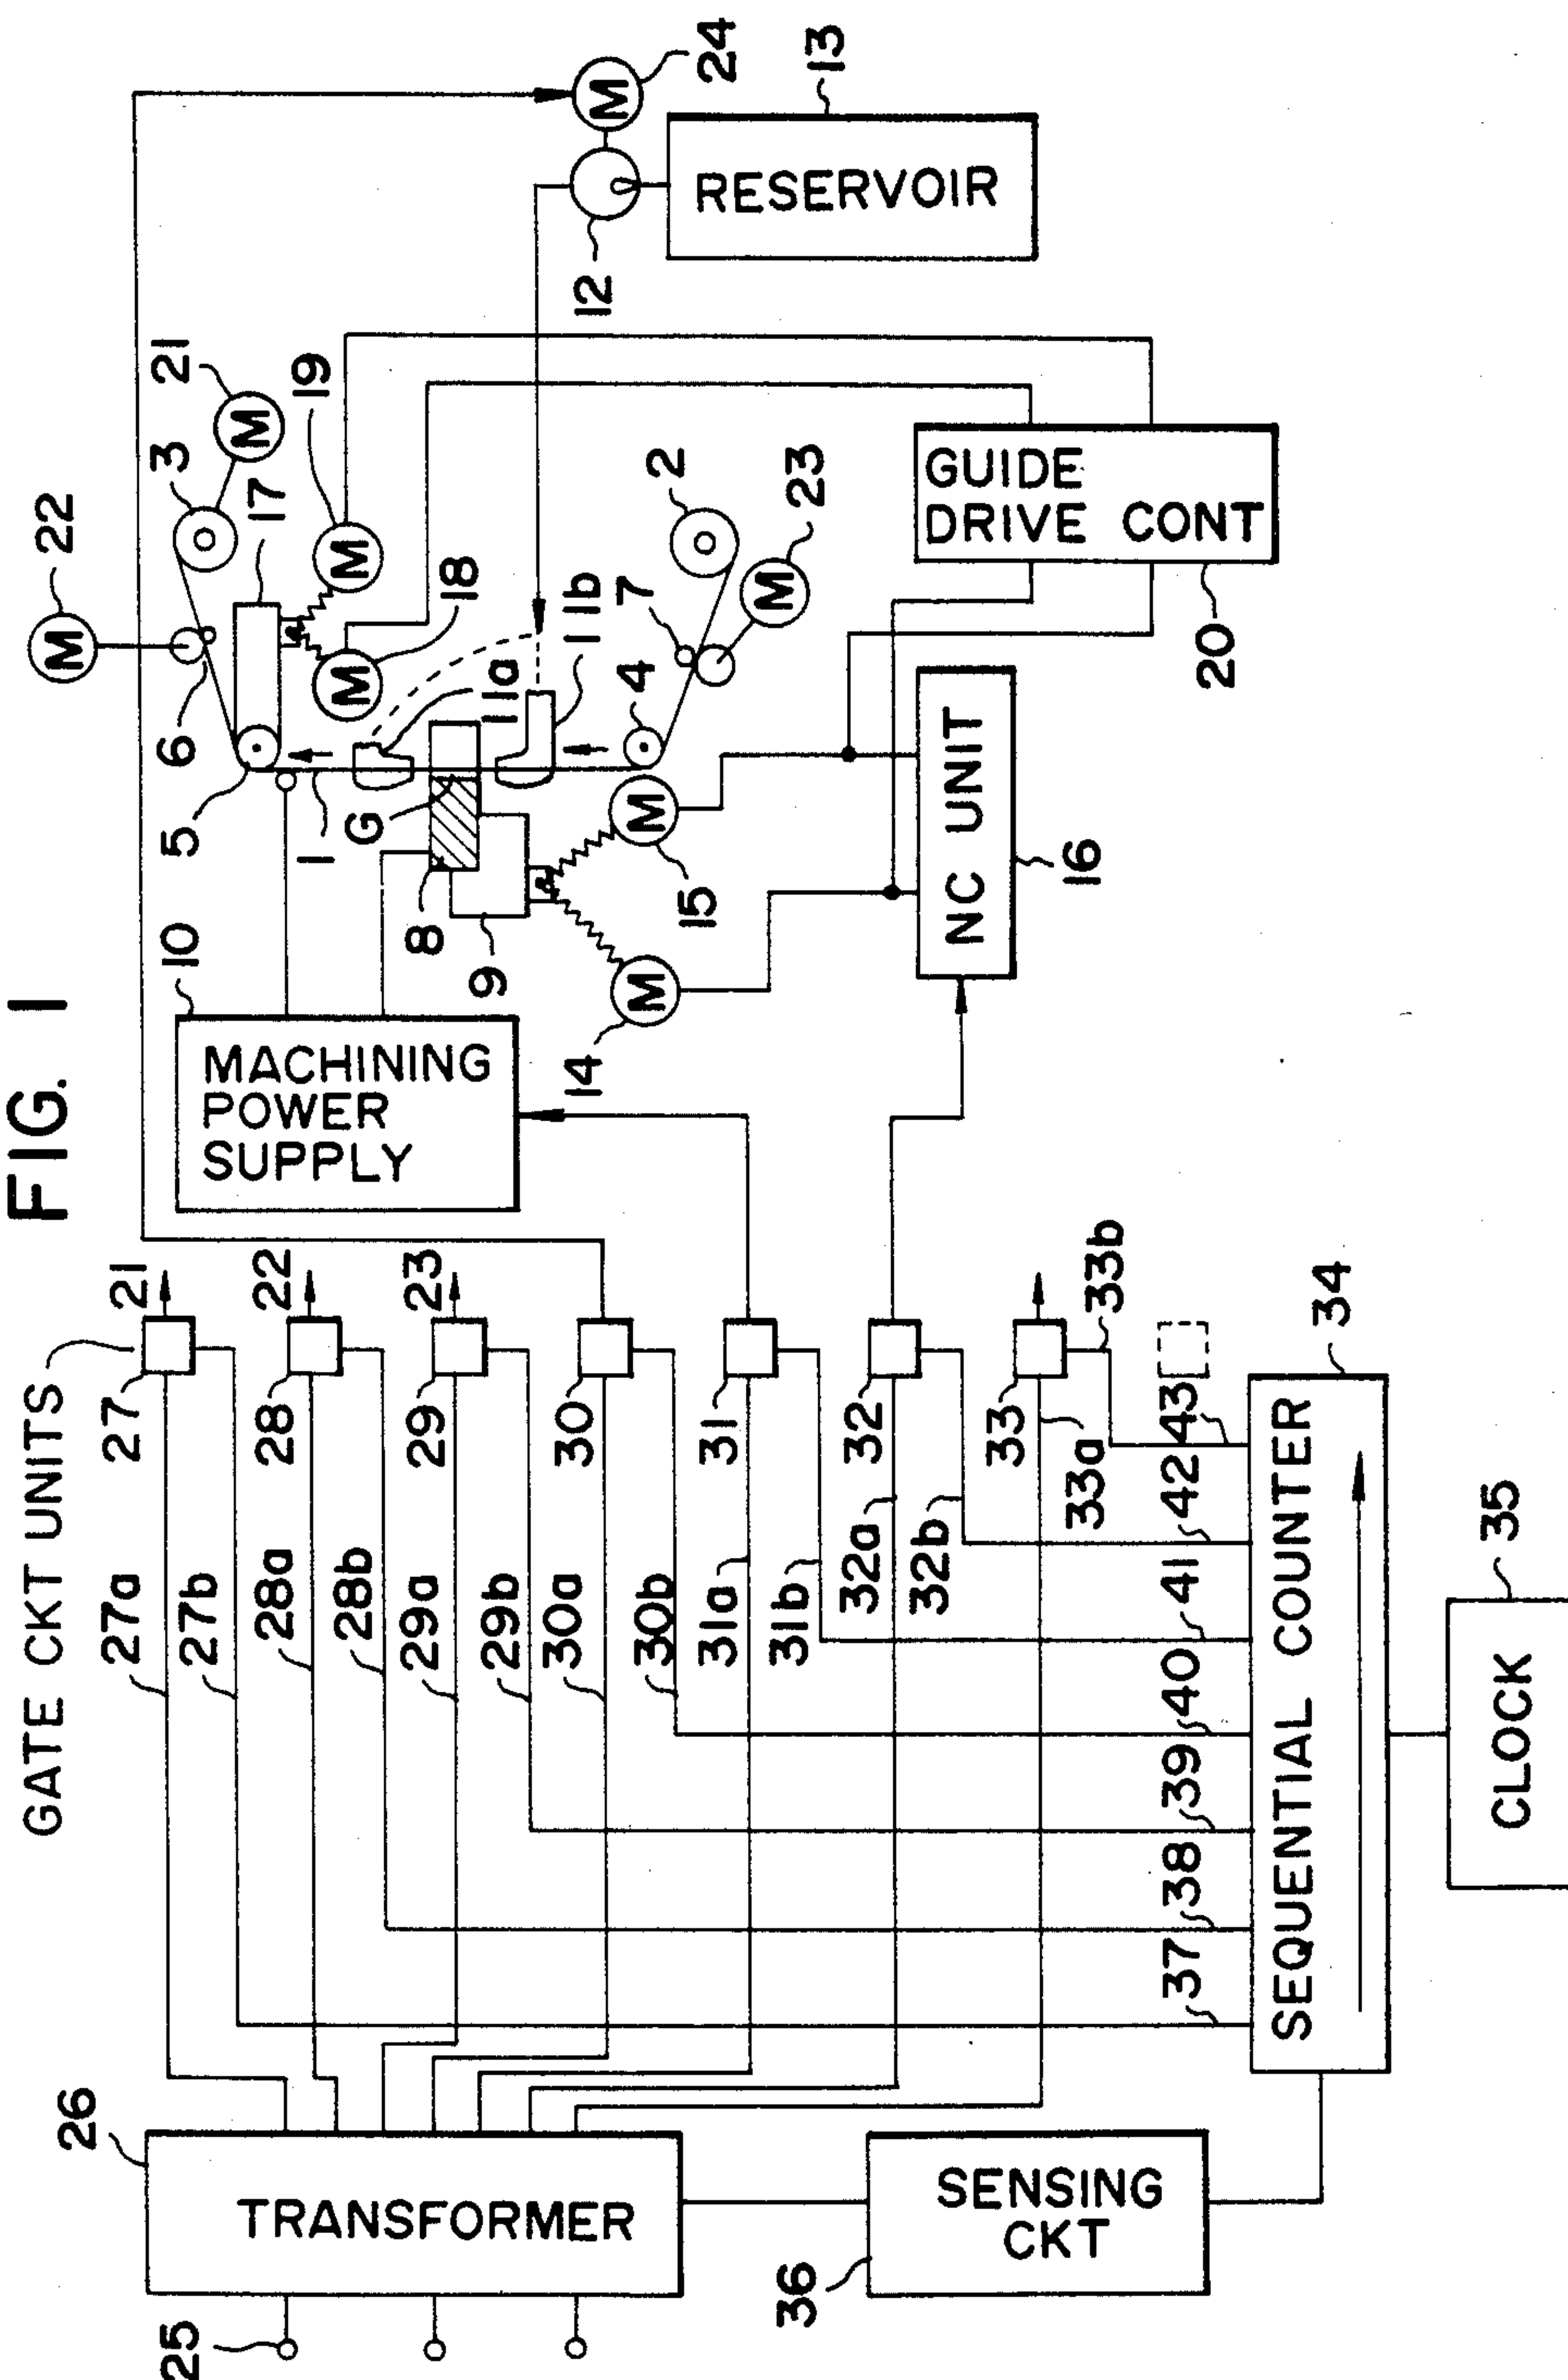 FIG. 1
GATE CKT UNITS
21
22
23
27
28
29
30
31
32
33
27a
27b
28a
28b
29a
29b
30a
30b
31a
31b
32a
32b
33a
33b
37
38
39
40
41
42
43
26
TRANSFORMER
25
36
SENSING
CKT
SEQUENTIAL COUNTER
34
CLOCK
35
10
MACHINING
POWER
SUPPLY
22
M
6
5
3
17
21
M
19
M
18
M
1
G
8
9
11a
11b
4
7
2
23
M
14
M
15
M
NC UNIT
16
GUIDE
DRIVE CONT
20
12
24
M
13
RESERVOIR